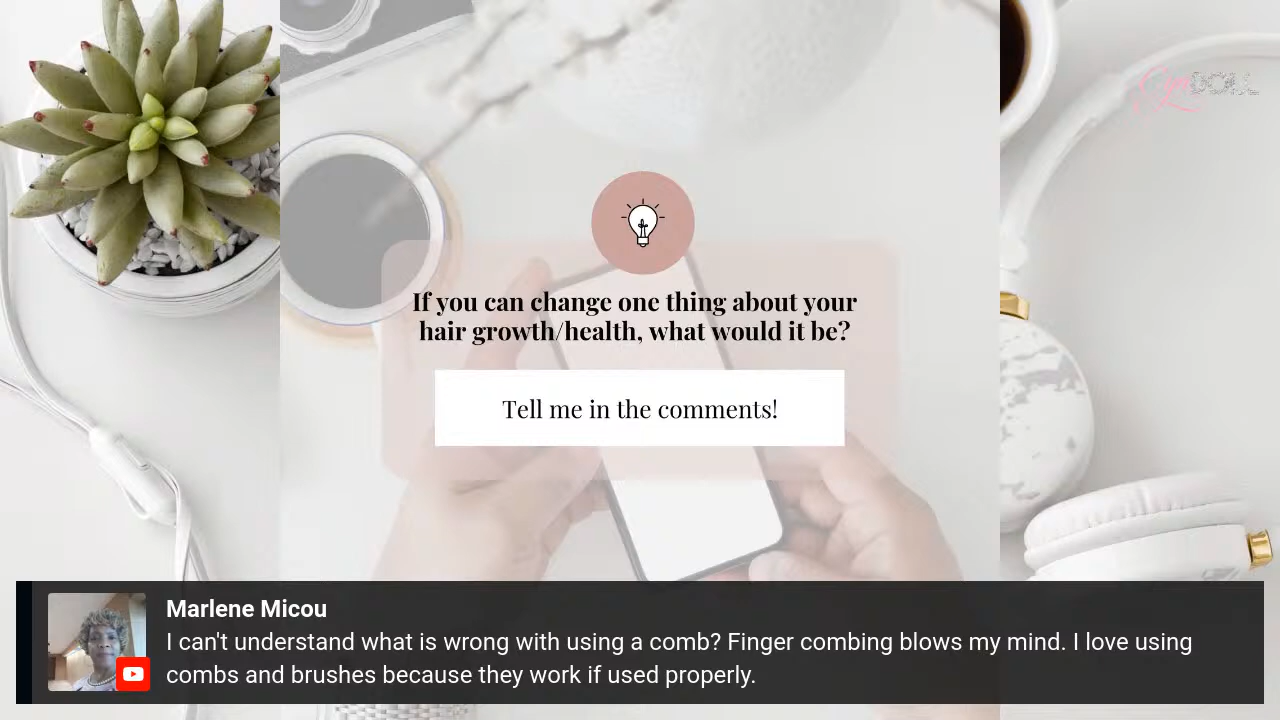 If you can change one thing about your
hair growth/health, what would it be?
Tell me in the comments!
Marlene Micou
I can't understand what is wrong with using a comb? Finger combing blows my mind. I love using
combs and brushes because they work if used properly.